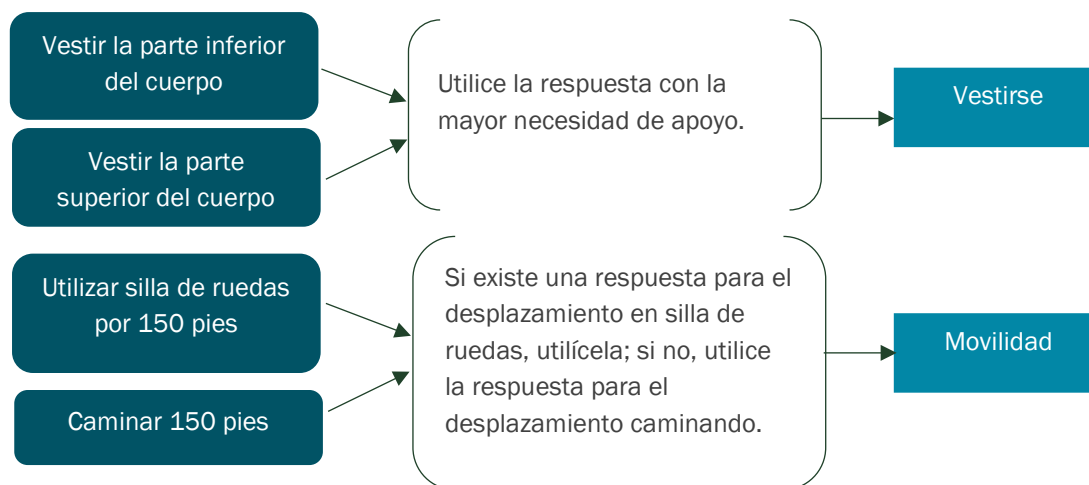 Vestir la parte inferior
del cuerpo
Vestir la parte
superior del cuerpo
Utilice la respuesta con la
mayor necesidad de apoyo.
Vestirse
Utilizar silla de ruedas
por 150 pies
Caminar 150 pies
Si existe una respuesta para el
desplazamiento en silla de
ruedas, utilícela; si no, utilice
la respuesta para el
desplazamiento caminando.
Movilidad